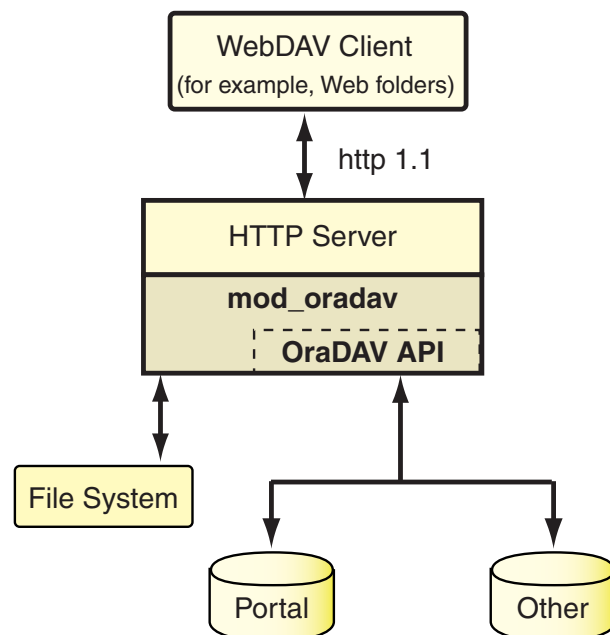 WebDAV Client
(for example, Web folders)
http 1.1
HTTP Server
mod_oradav
OraDAV API
File System
Portal
Other